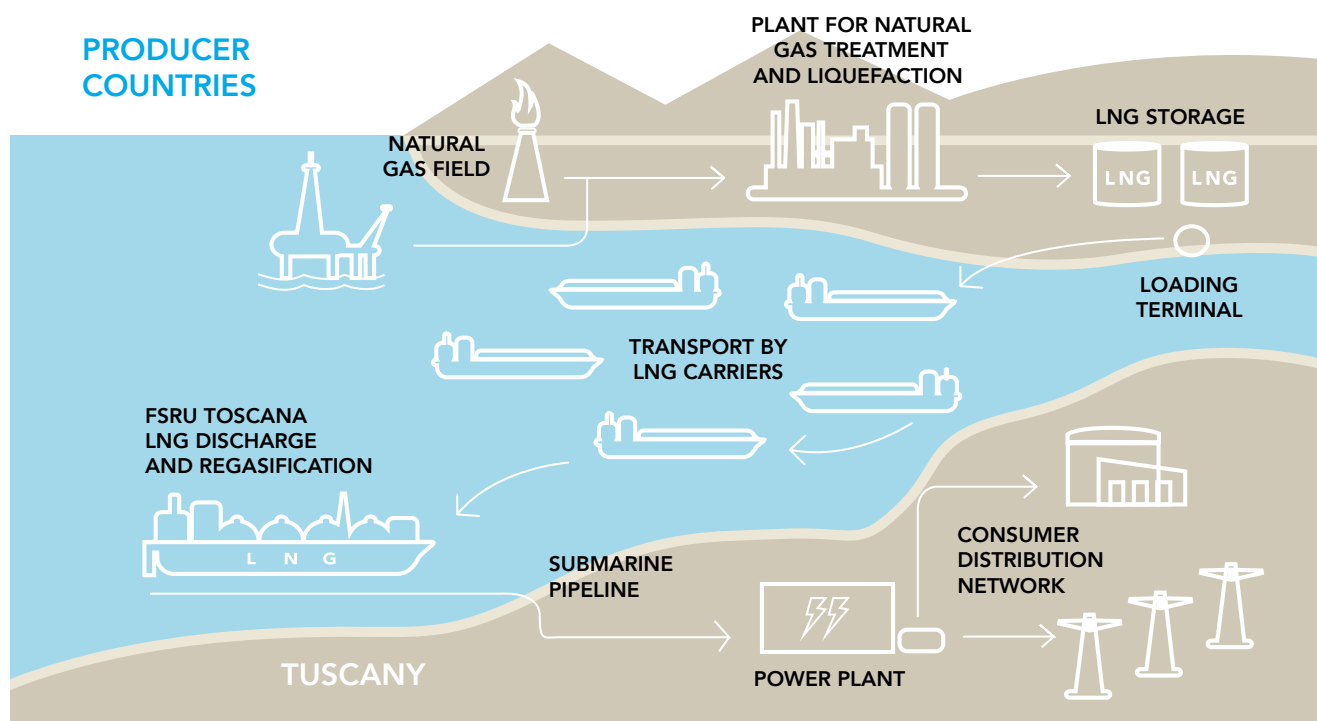 PRODUCER
COUNTRIES
PLANT FOR NATURAL
GAS TREATMENT
AND LIQUEFACTION
LNG STORAGE
NATURAL
GAS FIELD
LNG
LNG
LOADING
TERMINAL
TRANSPORT BY
LNG CARRIERS
FSRU TOSCANA
LNG DISCHARGE
AND REGASIFICATION
L N G
SUBMARINE
PIPELINE
CONSUMER
DISTRIBUTION
NETWORK
TUSCANY
POWER PLANT